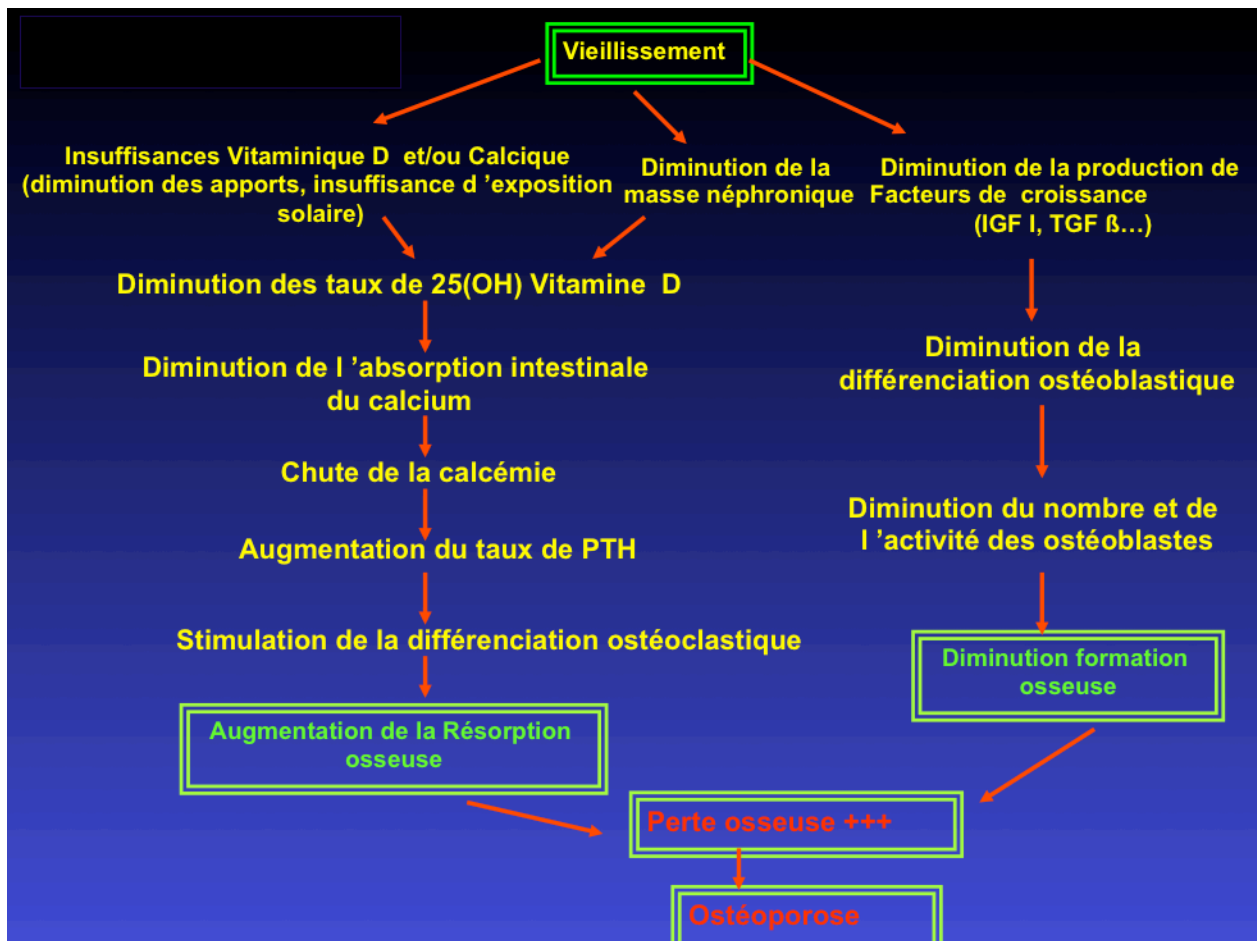 Vieillissement
Insuffisances Vitaminique D et/ou Calcique
(diminution des apports, insuffisance d ’exposition
solaire)
Diminution de la
masse néphronique
Diminution de la production de
Facteurs de croissance
(IGF I, TGF ß...)
Diminution des taux de 25(OH) Vitamine D
Diminution de l ’absorption intestinale
du calcium
Chute de la calcémie
Augmentation du taux de PTH
Stimulation de la différenciation ostéoclastique
Augmentation de la Résorption
osseuse
Diminution de la
différenciation ostéoblastique
Diminution du nombre et de
l ’activité des ostéoblastes
Diminution formation
osseuse
Perte osseuse +++
Ostéoporose